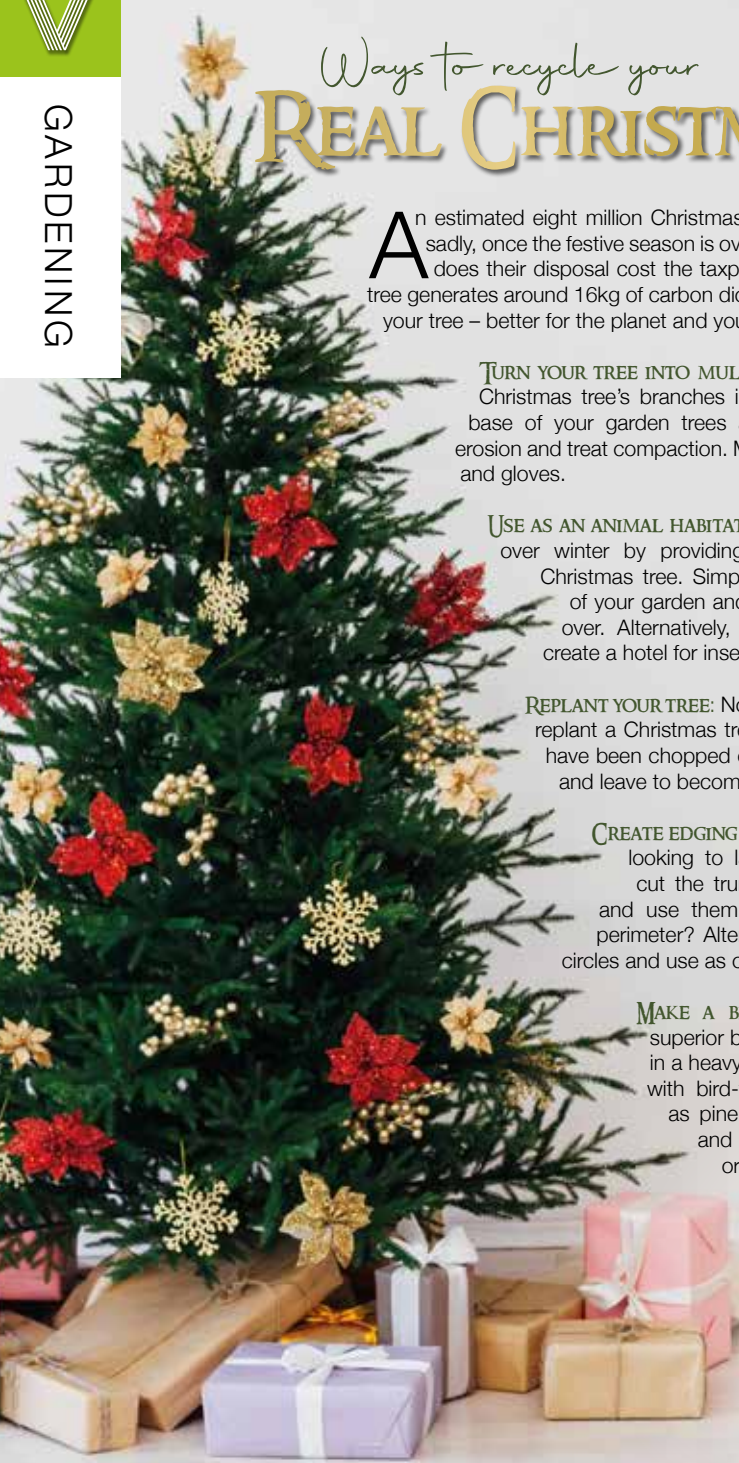 V
GARDENING
Ways to recycle your
REAL CHRISTM
An estimated eight million Christmas
sadly, once the festive season is ov
does their disposal cost the taxp
tree generates around 16kg of carbon dio
your tree – better for the planet and you
TURN YOUR TREE INTO MUL
Christmas tree's branches i
base of your garden trees
erosion and treat compaction. M
and gloves.
USE AS AN ANIMAL HABITAT
over winter by providing
Christmas tree. Simp
of your garden and
over. Alternatively,
create a hotel for inse
REPLANT YOUR TREE: No
replant a Christmas tre
have been chopped
and leave to becom
CREATE EDGING
looking to l
cut the tru
and use them
perimeter? Alte
circles and use as c
MAKE A B
superior b
in a heavy
with bird-
as pine
and
or